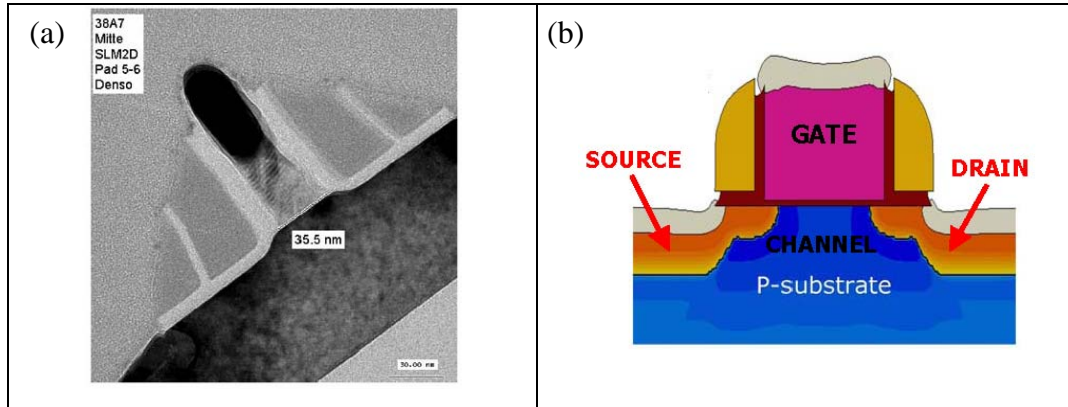 (a)
38A7
Mitte
SLM2D
Pad 5-6
Denso
35.5 nm
30.00 nm
(b)
GATE
SOURCE
DRAIN
CHANNEL
P-substrate